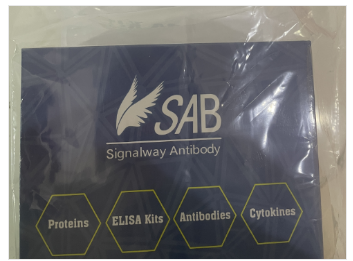 SAB
Signalway Antibody
Proteins
ELISA Kits
Antibodies
Cytokines